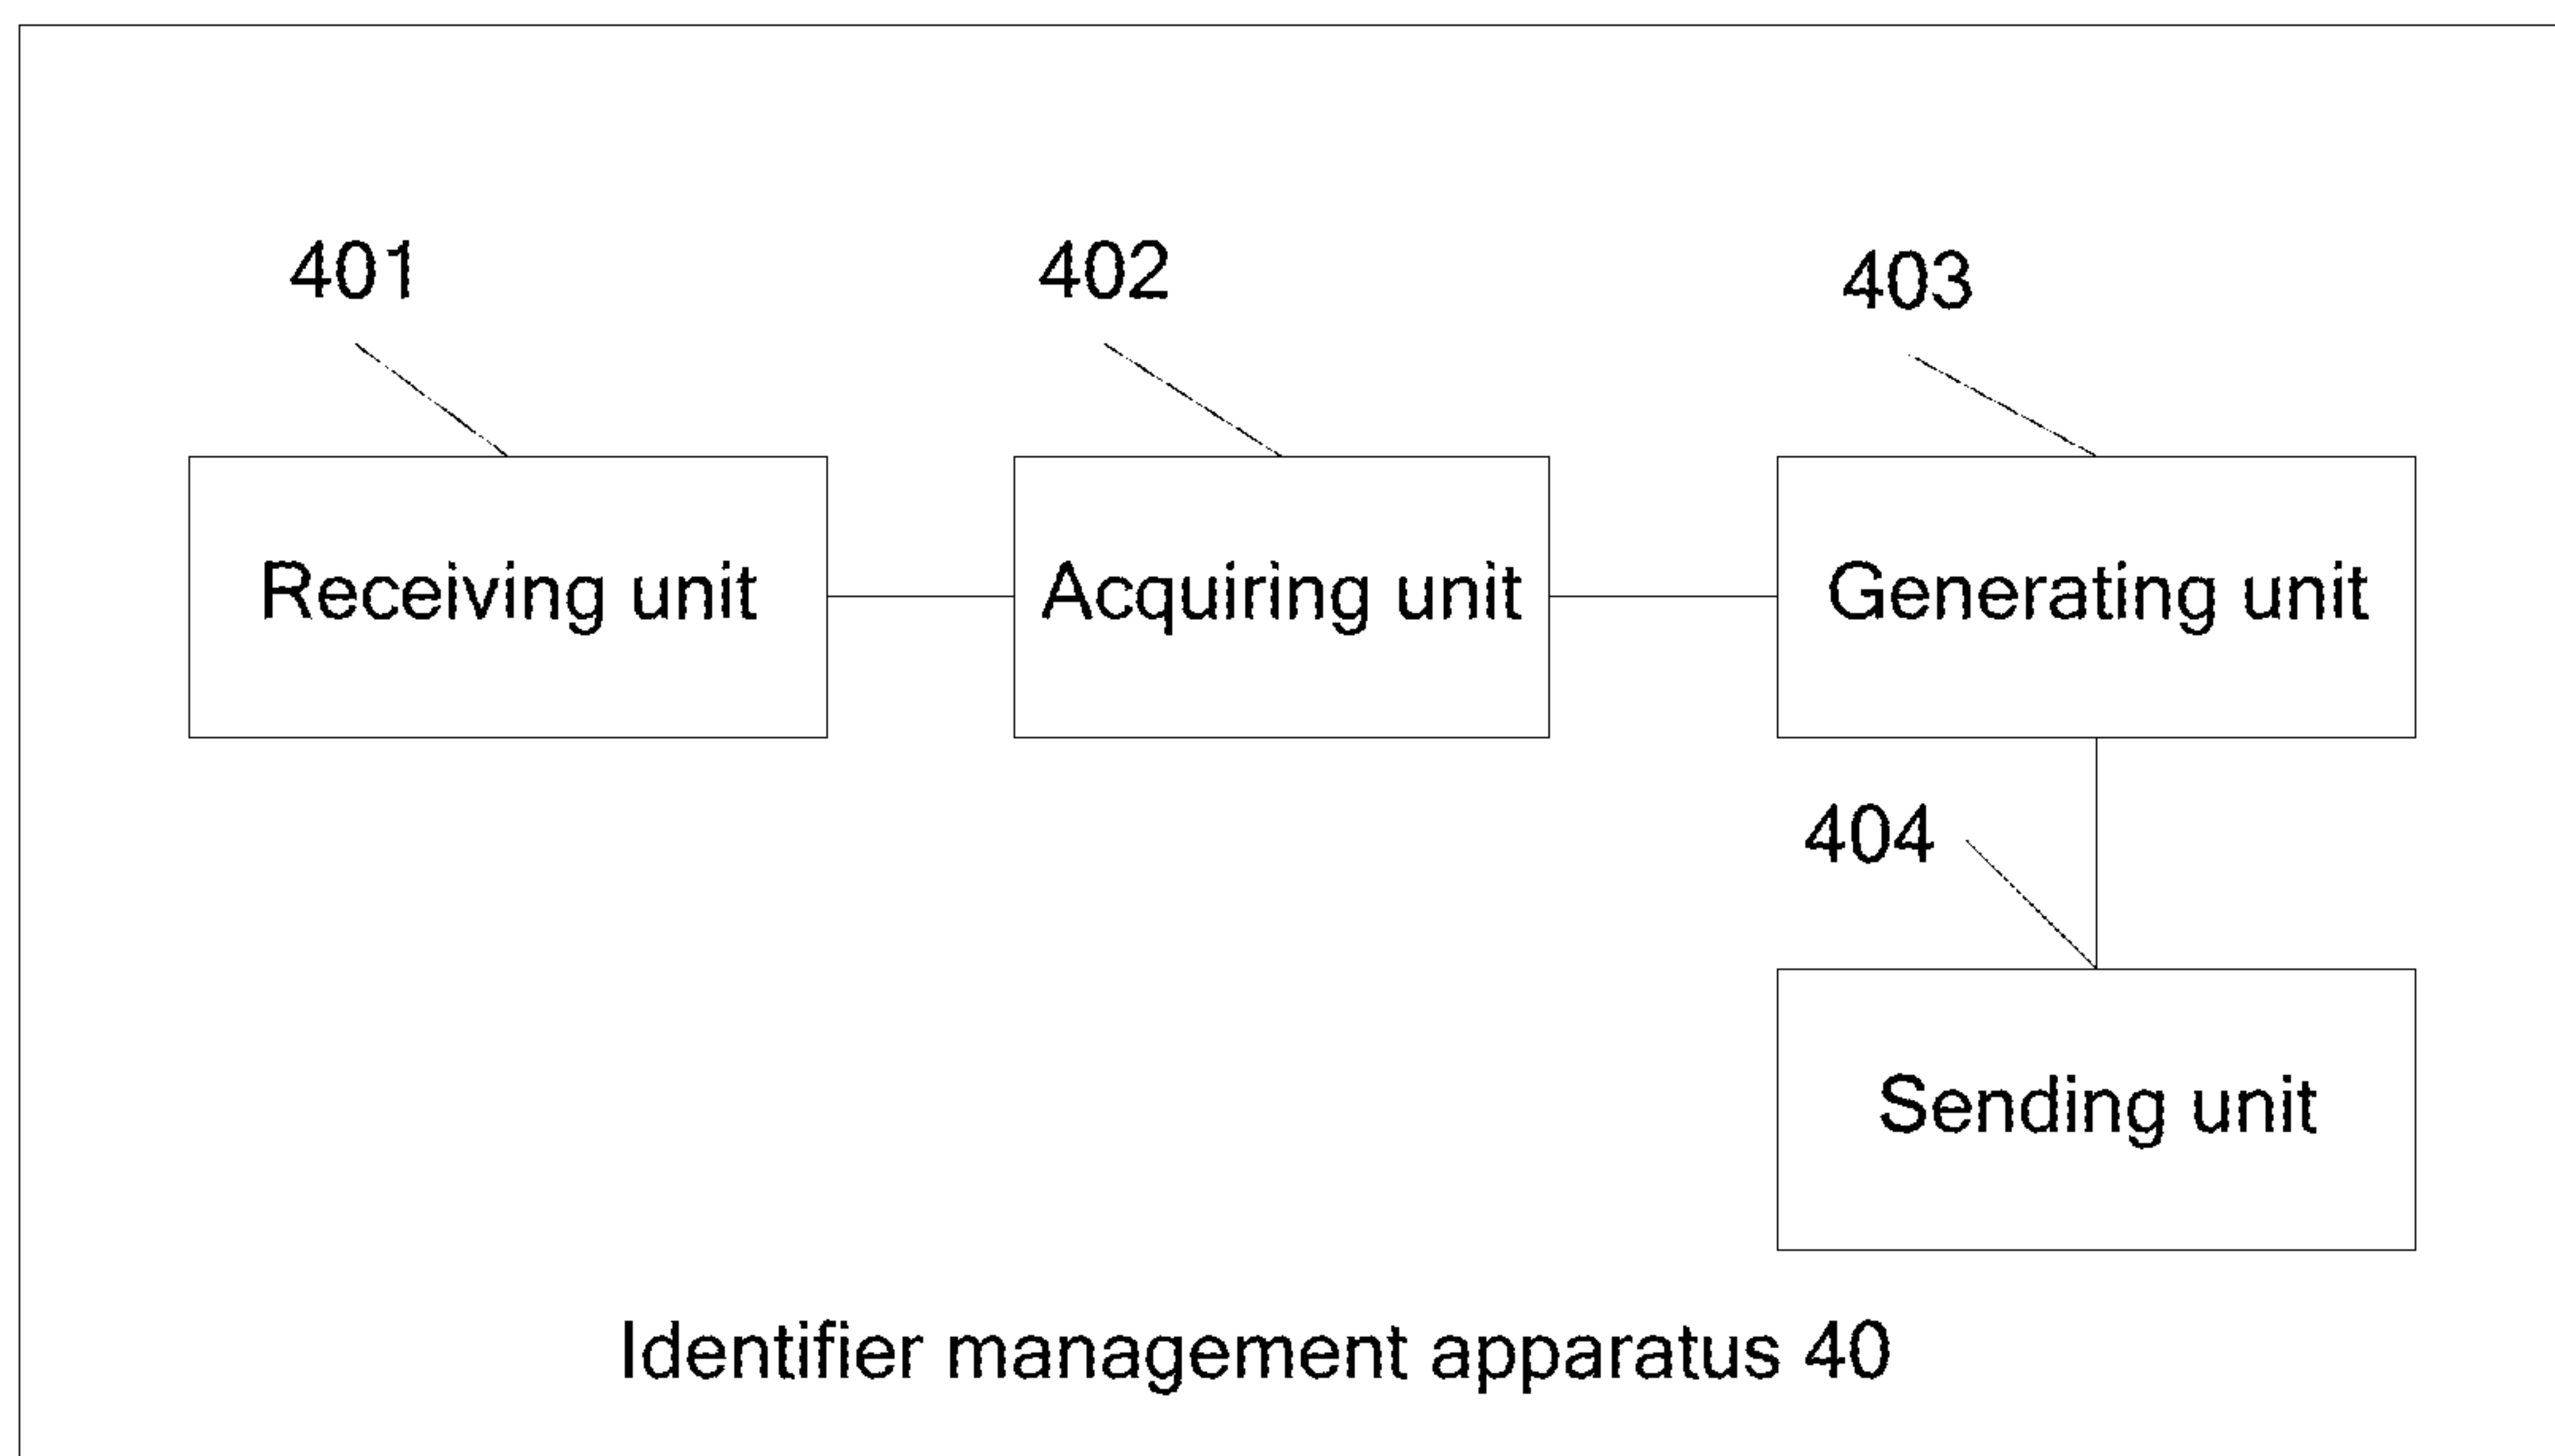 401
402
403
Receiving unit
Acquiring unit
Generating unit
404
Sending unit
Identifier management apparatus 40